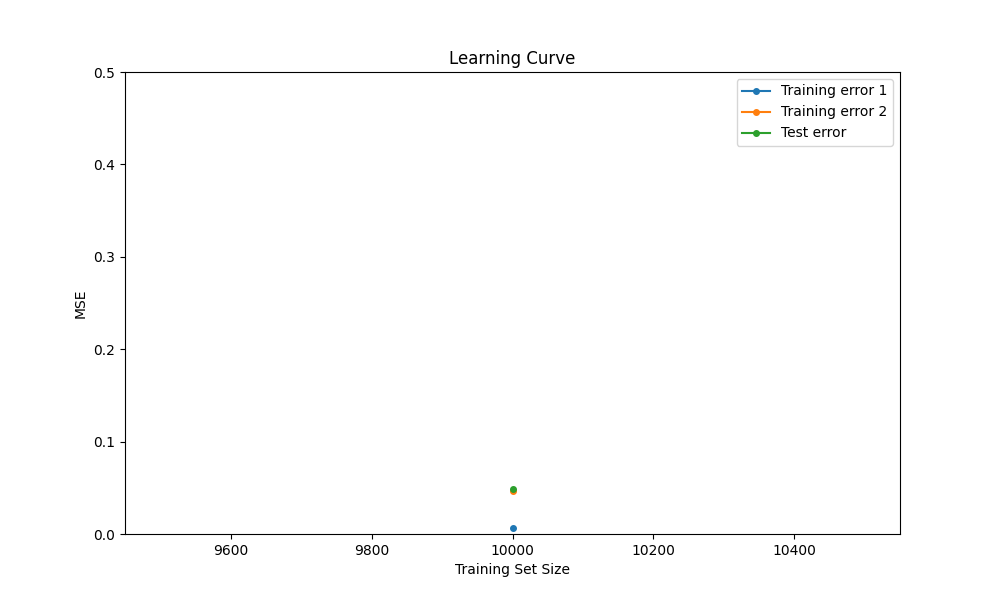 Learning Curve
0.5
0.4
0.3
0.2
0.1
0.0
MSE
Training error 1
Training error 2
Test error
9600 9800 10000 10200 10400
Training Set Size